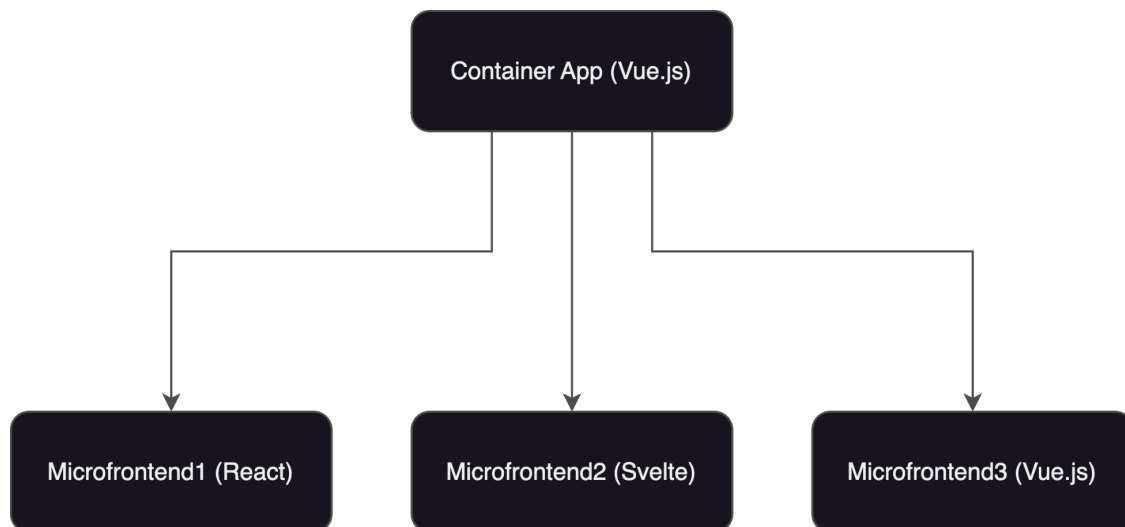 Container App (Vue.js)
Microfrontend1 (React)
Microfrontend2 (Svelte)
Microfrontend3 (Vue.js)